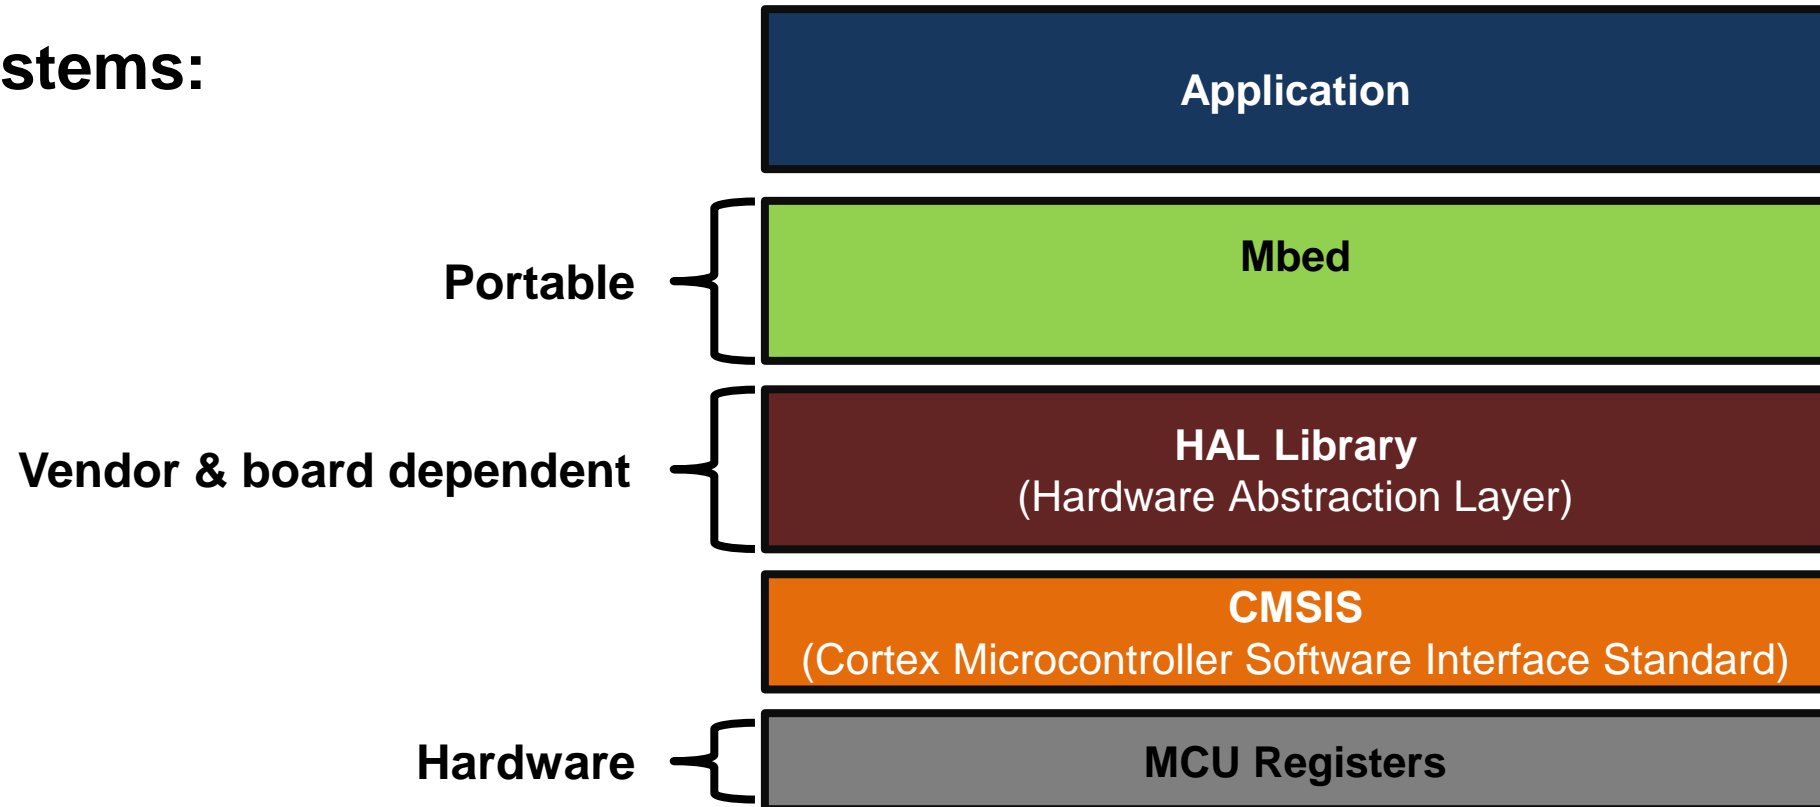 stems:
Application
Portable
Mbed
Vendor & board dependent
HAL Library
(Hardware Abstraction Layer)
CMSIS
(Cortex Microcontroller Software Interface Standard)
Hardware
MCU Registers